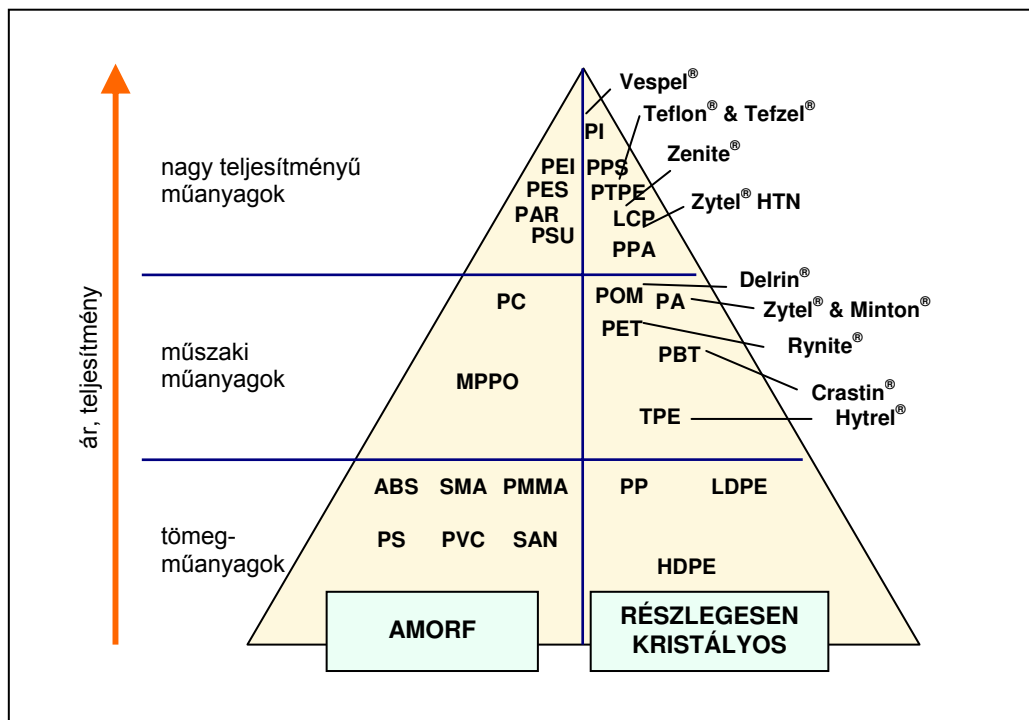 Vespel®
Teflon® & Tefzel®
PI
Zenite®
nagy teljesítményű
műanyagok
PEI
PPS
PES
PTPE
Zytel® HTN
PAR
LCP
PSU
PPA
Delrin®
PC
POM
PA
Zytel® & Minton®
PET
Rynite®
műszaki
műanyagok
PBT
MPPO
Crastin®
TPE
Hytrel®
ár, teljesítmény
ABS SMA PMMA
PP LDPE
tömeg-
műanyagok
PS PVC SAN
HDPE
AMORF
RÉSZLEGESEN
KRISTÁLYOS